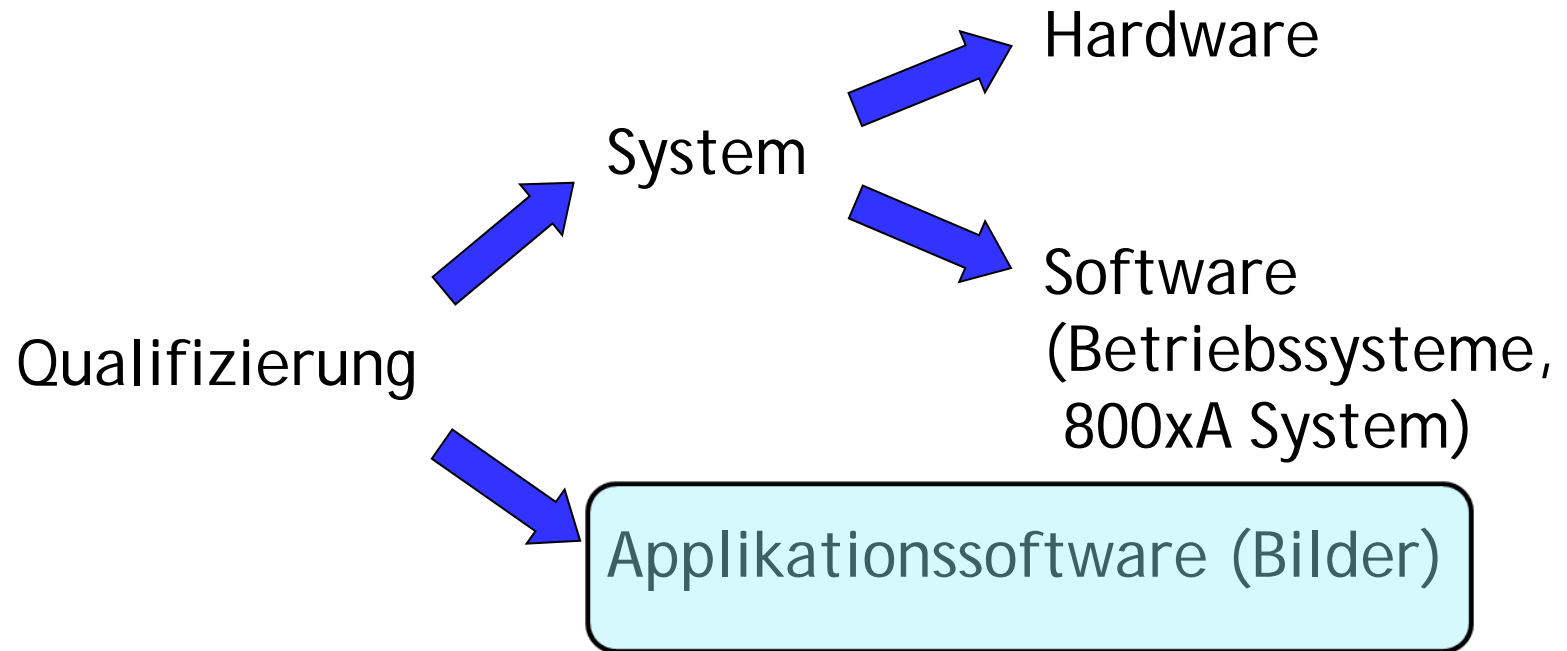 Hardware
System
Software
(Betriebssysteme,
800xA System)
Qualifizierung
Applikationssoftware (Bilder)